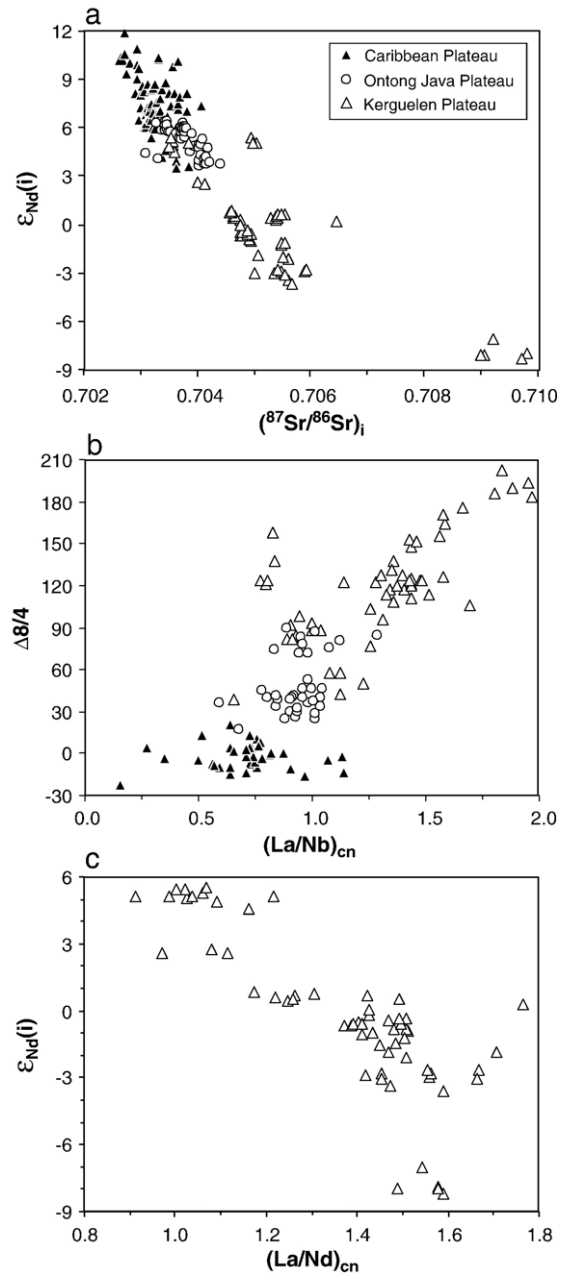 a
12
9
6
3
0
-3
-6
-9
εNd(i)
▲ Caribbean Plateau
○ Ontong Java Plateau
△ Kerguelen Plateau
0.702 0.704 0.706 0.708 0.710
(⁸⁷Sr/⁸⁶Sr)ᵢ
b
210
180
150
120
90
60
30
0
-30
Δ8/4
0.0 0.5 1.0 1.5 2.0
(La/Nb)cn
c
6
3
0
-3
-6
-9
εNd(i)
0.8 1.0 1.2 1.4 1.6 1.8
(La/Nd)cn